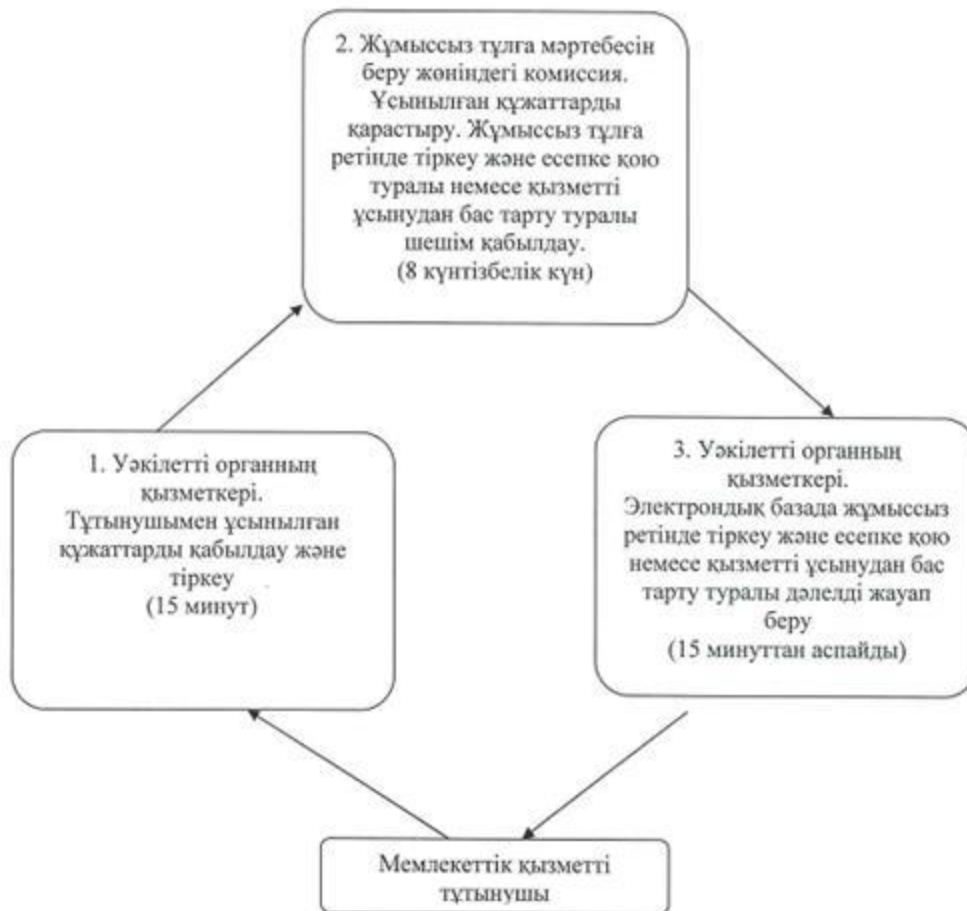 2. Жұмыссыз тұлға мәртебесін
беру жөніндегі комиссия.
Ұсынылған құжаттарды
қарастыру. Жұмыссыз тұлға
ретінде тіркеу және есепке қою
туралы немесе қызметті
ұсынудан бас тарту туралы
шешім қабылдау.
(8 күнтізбелік күн)
1. Уәкілетті органның
қызметкері.
Тұтынушымен ұсынылған
құжаттарды қабылдау және
тіркеу
(15 минут)
3. Уәкілетті органның
қызметкері.
Электрондық базада жұмыссыз
ретінде тіркеу және есепке қою
немесе қызметті ұсынудан бас
тарту туралы дәлелді жауап
беру
(15 минуттан аспайды)
Мемлекеттік қызметті
тұтынушы